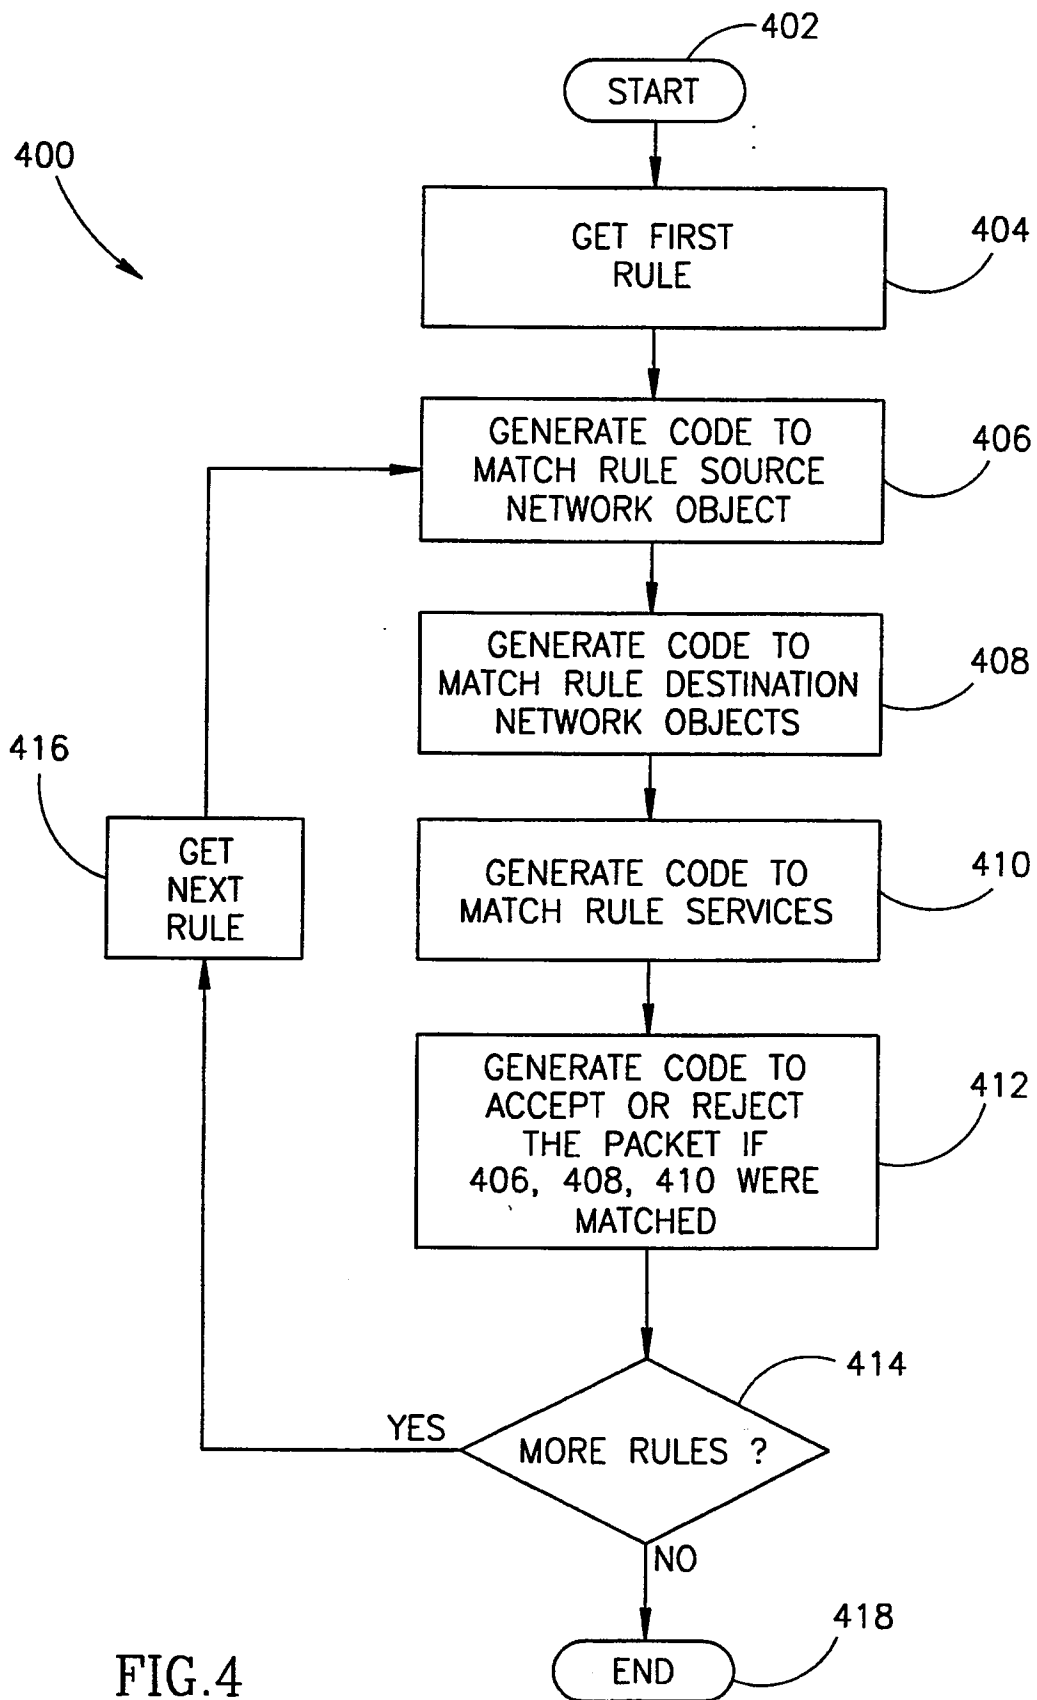 402
START
400
GET FIRST
RULE
404
GENERATE CODE TO
MATCH RULE SOURCE
NETWORK OBJECT
406
GENERATE CODE TO
MATCH RULE DESTINATION
NETWORK OBJECTS
408
416
GET
NEXT
RULE
GENERATE CODE TO
MATCH RULE SERVICES
410
GENERATE CODE TO
ACCEPT OR REJECT
THE PACKET IF
406, 408, 410 WERE
MATCHED
412
414
YES
MORE RULES ?
NO
418
END
FIG.4